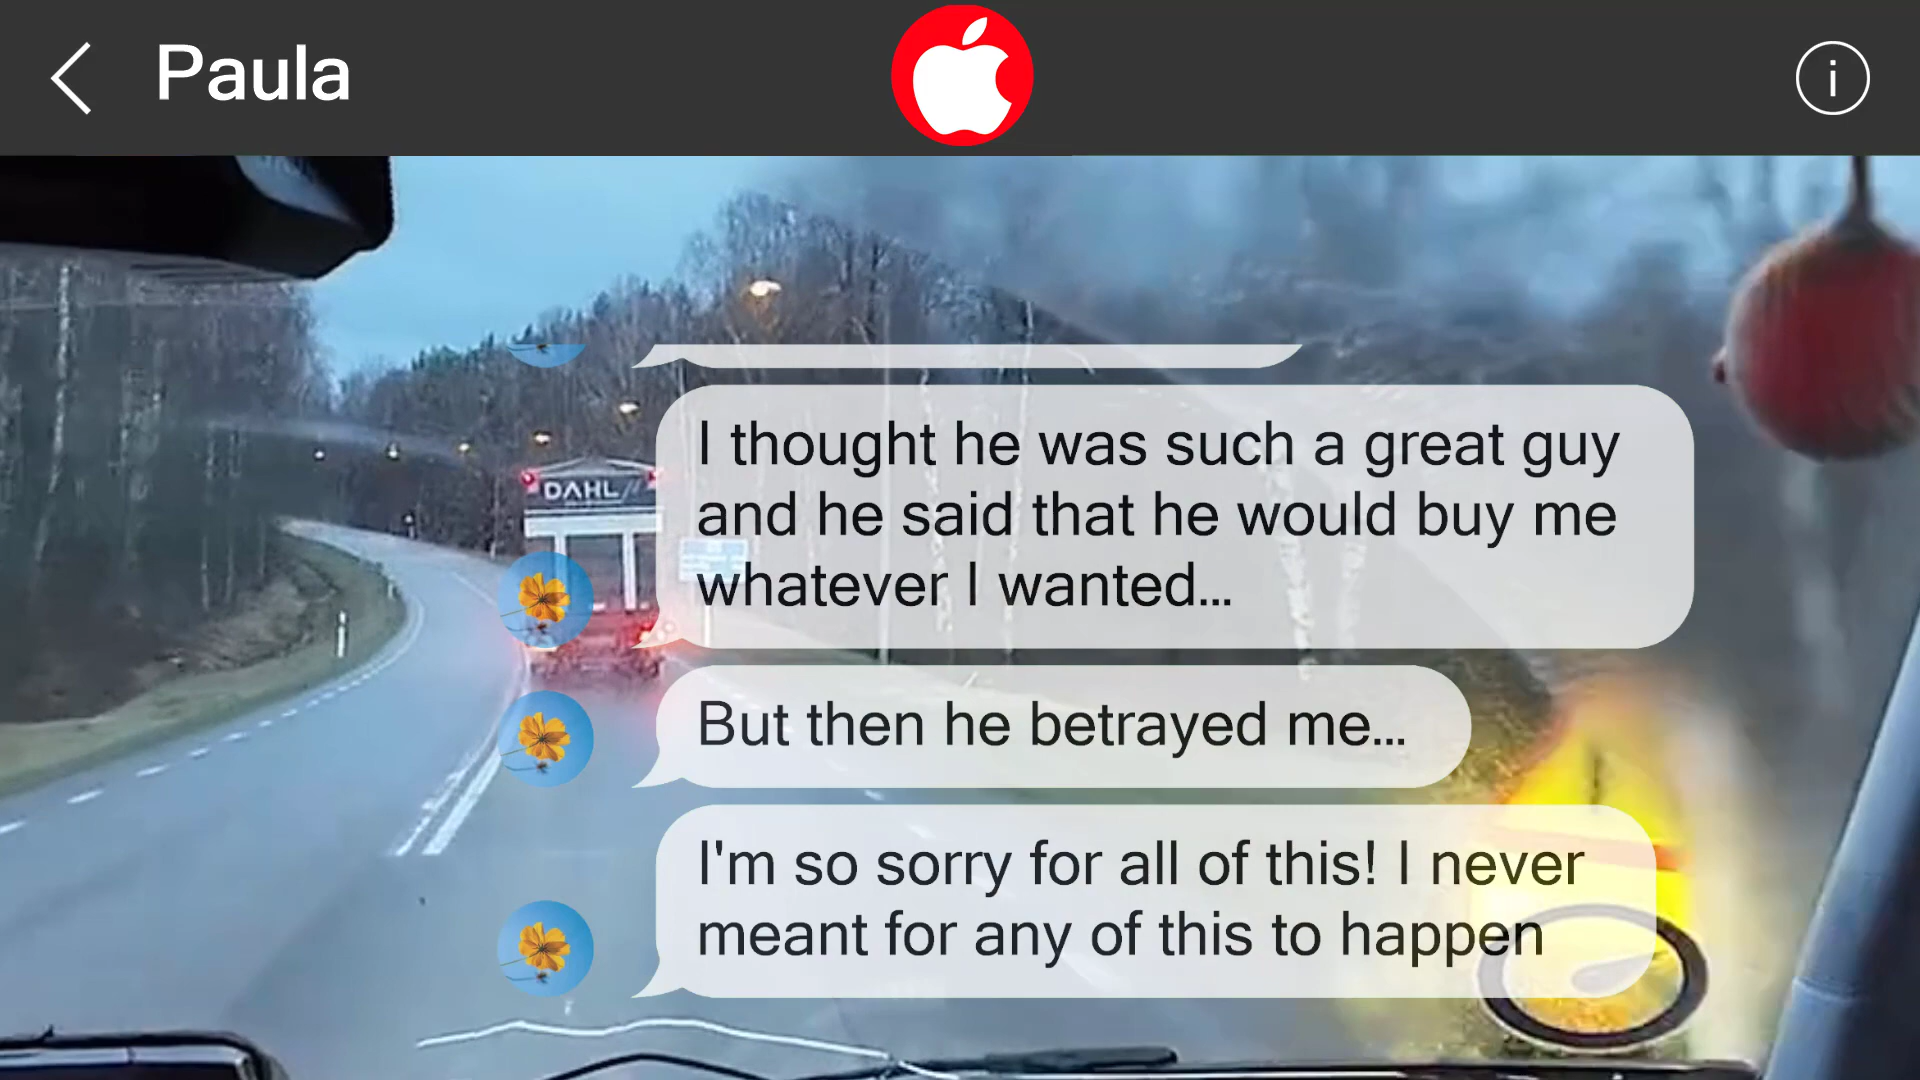 Paula
i
DAHL
I thought he was such a great guy
and he said that he would buy me
whatever I wanted...
But then he betrayed me...
I'm so sorry for all of this! I never
meant for any of this to happen